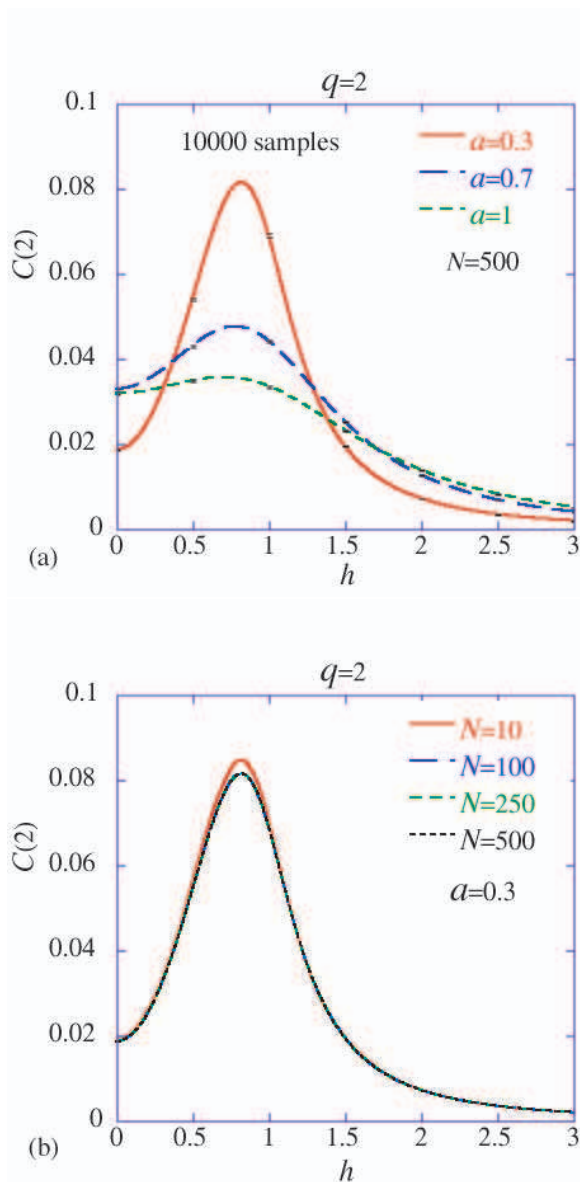 q=2
0.1
10000 samples
a=0.3
a=0.7
a=1
N=500
0.08
0.06
0.04
0.02
0
C(2)
0 0.5 1 1.5 2 2.5 3
(a)
h
q=2
0.1
N=10
N=100
N=250
N=500
a=0.3
0.08
0.06
0.04
0.02
0
C(2)
0 0.5 1 1.5 2 2.5 3
(b)
h